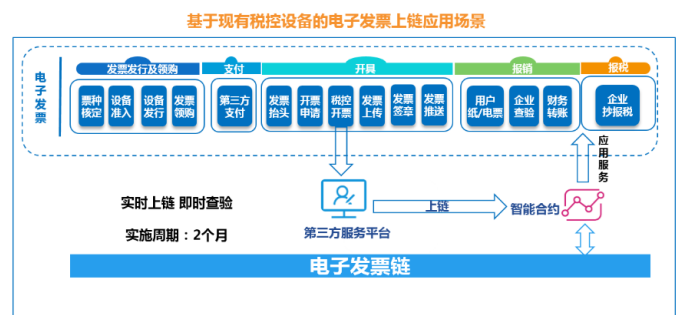 基于现有税控设备的电子发票上链应用场景
电子发票
发票发行及领购
支付
开具
报销
报税
票种核定
设备准入
设备发行
发票领购
第三方支付
发票抬头
开票申请
税控开票
发票上传
发票签章
发票推送
用户纸/电票
企业查验
财务转账
企业抄报税
应用服务
实时上链 即时查验
上链
智能合约
实施周期：2个月
第三方服务平台
电子发票链